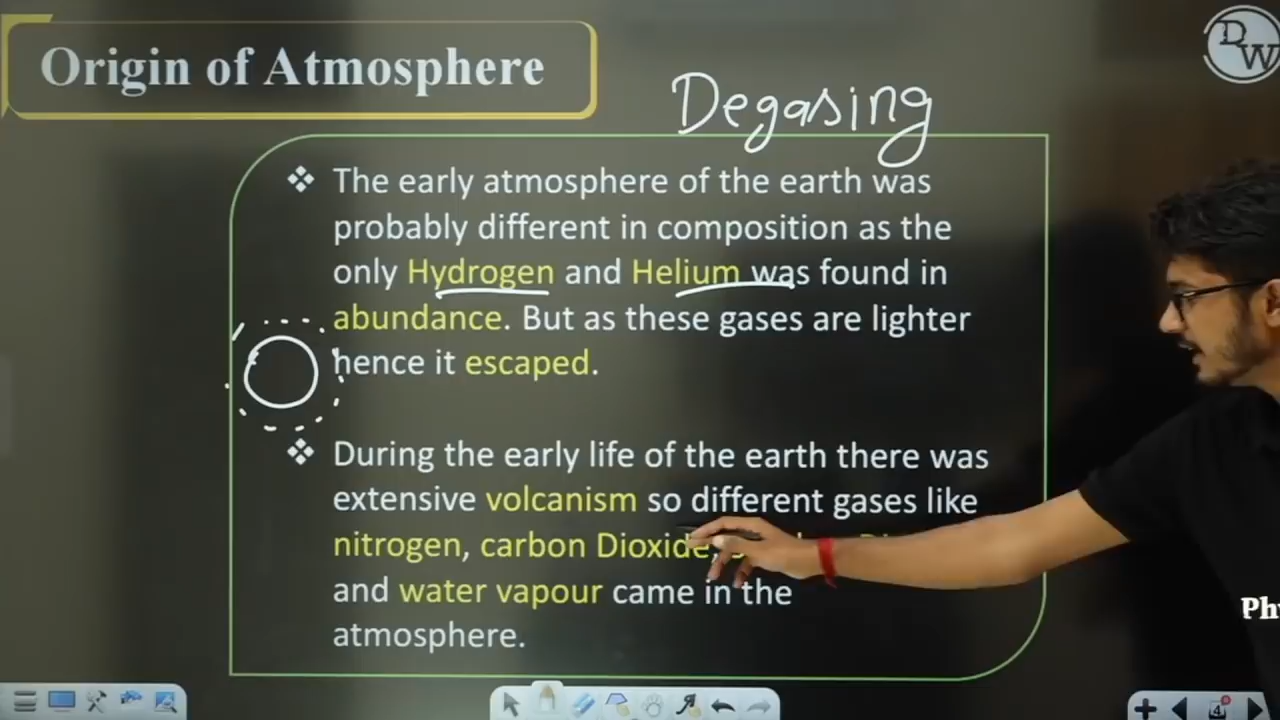 Origin of Atmosphere
DW
Degasing
❖ The early atmosphere of the earth was
probably different in composition as the
only Hydrogen and Helium was found in
abundance. But as these gases are lighter
hence it escaped.
❖ During the early life of the earth there was
extensive volcanism so different gases like
nitrogen, carbon Dioxide,
and water vapour came in the
atmosphere.
Ph
4